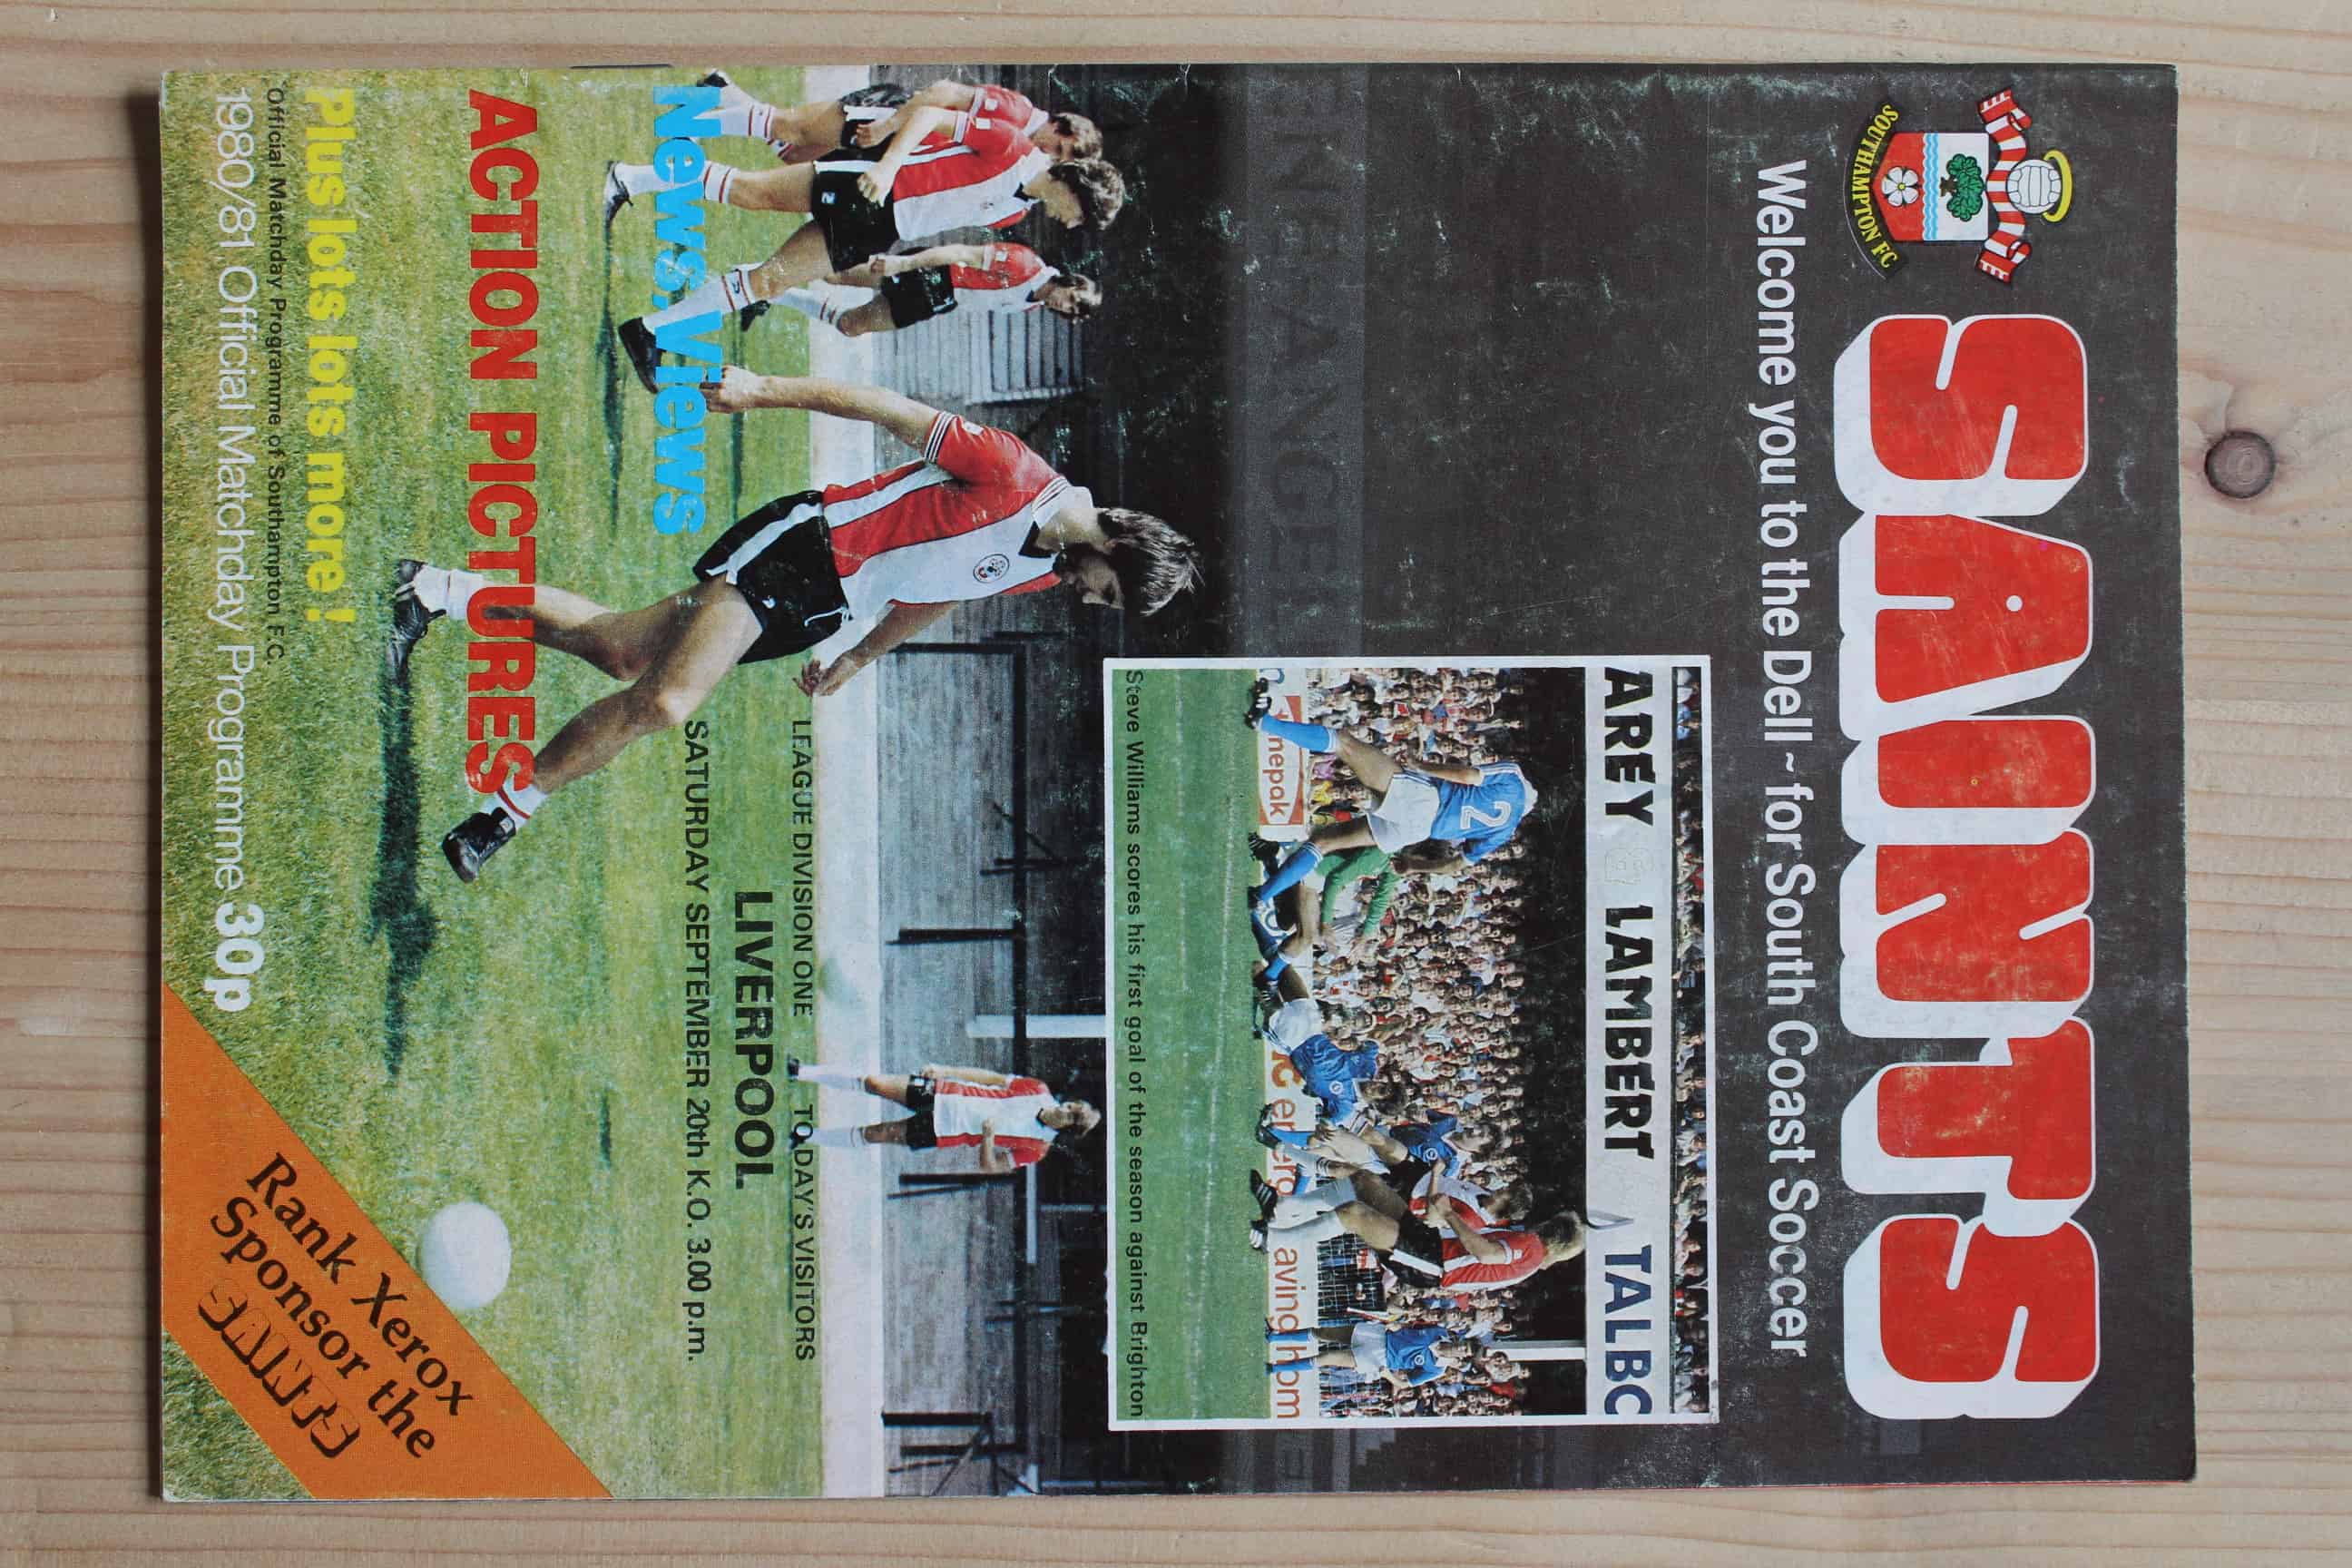 SAINTS
SOUTHAMPTON FC
Welcome you to the Dell ~ for South Coast Soccer
AREY LAMBERT TALBO
2
nepak
aving hom
Steve Williams scores his first goal of the season against Brighton
LEAGUE DIVISION ONE TODAY'S VISITORS
LIVERPOOL
SATURDAY SEPTEMBER 20th K.O. 3.00 p.m.
News.Views
ACTION PICTURES
Plus lots lots more!
Official Matchday Programme of Southampton F.C.
1980/81 Official Matchday Programme 30p
Rank Xerox
Sponsor the
SAINTS